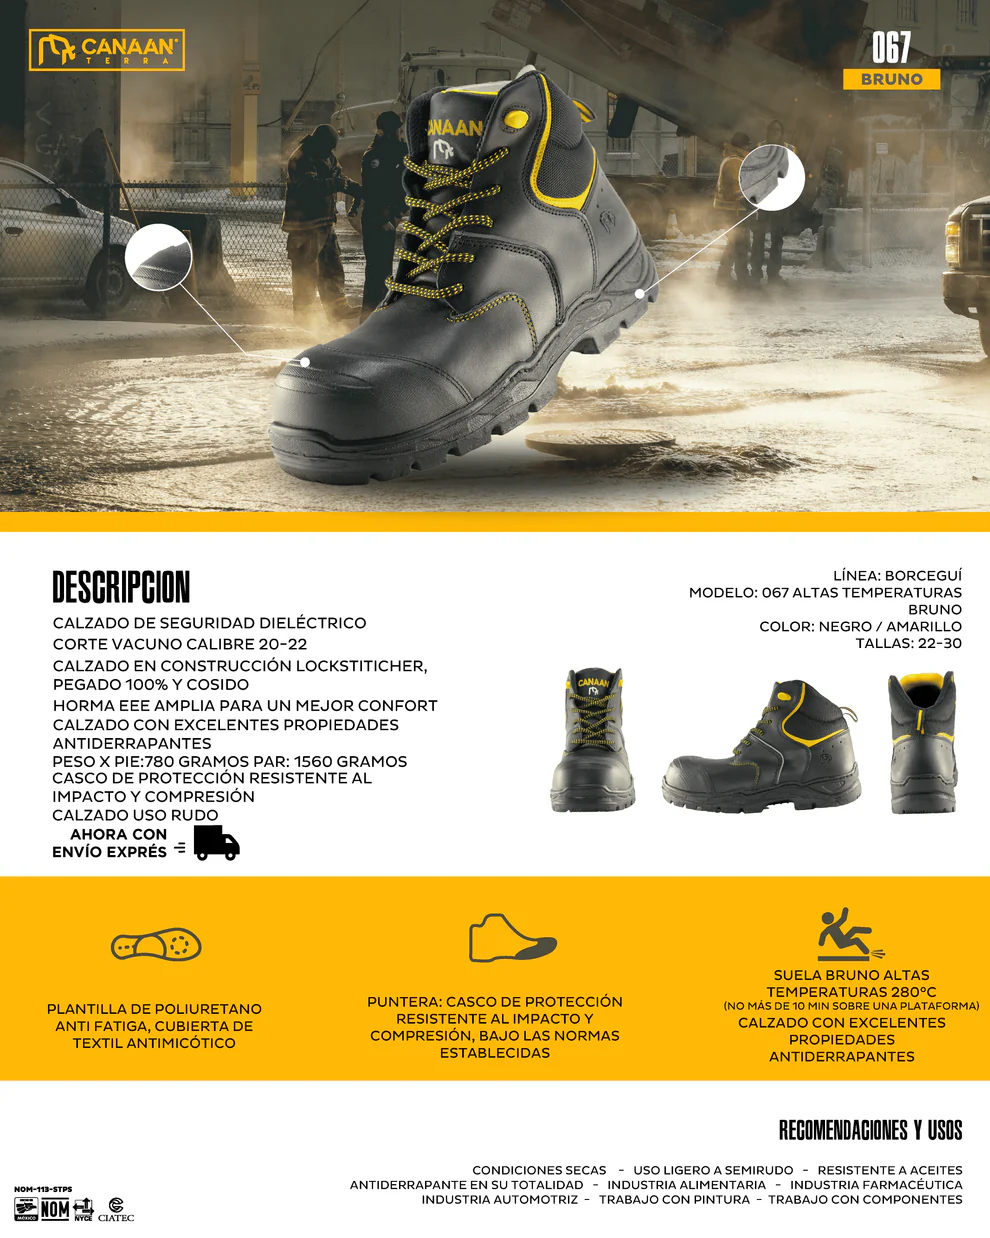 CANAAN
TERRA
067
BRUNO
CANAAN
DESCRIPCION
CALZADO DE SEGURIDAD DIELÉCTRICO
CORTE VACUNO CALIBRE 20-22
CALZADO EN CONSTRUCCIÓN LOCKSTITICHER,
PEGADO 100% Y COSIDO
HORMA EEE AMPLIA PARA UN MEJOR CONFORT
CALZADO CON EXCELENTES PROPIEDADES
ANTIDERRAPANTES
PESO X PIE:780 GRAMOS PAR: 1560 GRAMOS
CASCO DE PROTECCIÓN RESISTENTE AL
IMPACTO Y COMPRESIÓN
CALZADO USO RUDO
AHORA CON
ENVÍO EXPRÉS
LÍNEA: BORCEGUÍ
MODELO: 067 ALTAS TEMPERATURAS
BRUNO
COLOR: NEGRO / AMARILLO
TALLAS: 22-30
CANAAN
PLANTILLA DE POLIURETANO
ANTI FATIGA, CUBIERTA DE
TEXTIL ANTIMICÓTICO
PUNTERA: CASCO DE PROTECCIÓN
RESISTENTE AL IMPACTO Y
COMPRESIÓN, BAJO LAS NORMAS
ESTABLECIDAS
SUELA BRUNO ALTAS
TEMPERATURAS 280ºC
(NO MÁS DE 10 MIN SOBRE UNA PLATAFORMA)
CALZADO CON EXCELENTES
PROPIEDADES
ANTIDERRAPANTES
RECOMENDACIONES Y USOS
CONDICIONES SECAS - USO LIGERO A SEMIRUDO - RESISTENTE A ACEITES
ANTIDERRAPANTE EN SU TOTALIDAD - INDUSTRIA ALIMENTARIA - INDUSTRIA FARMACÉUTICA
INDUSTRIA AUTOMOTRIZ - TRABAJO CON PINTURA - TRABAJO CON COMPONENTES
NOM-113-STPS
MÉXICO
NOM
NYCE
CIATEC